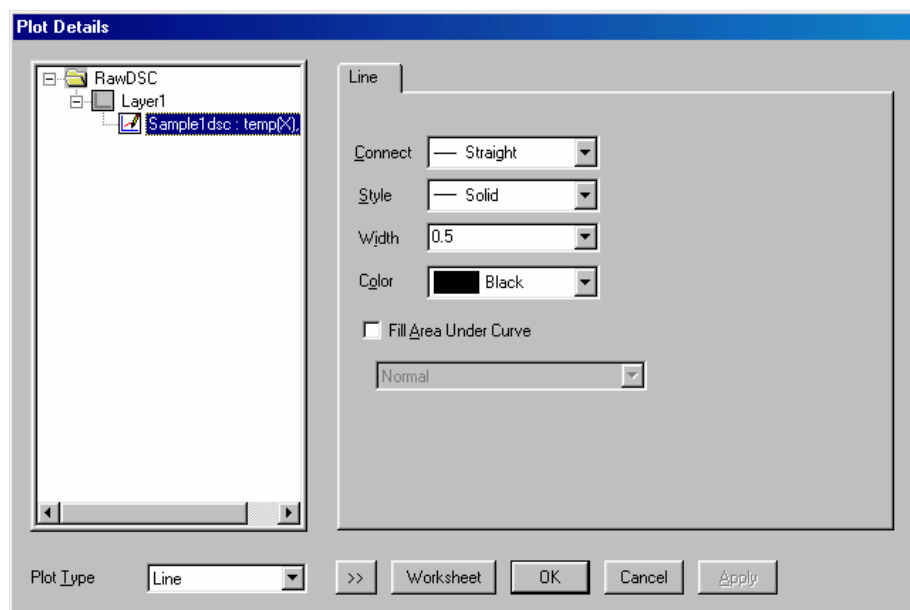 Plot Details
RawDSC
Layer1
Sample1dsc : temp(X),
Line
Connect
Straight
Style
Solid
Width
0.5
Color
Black
Fill Area Under Curve
Normal
Plot Type
Line
>>
Worksheet
OK
Cancel
Apply